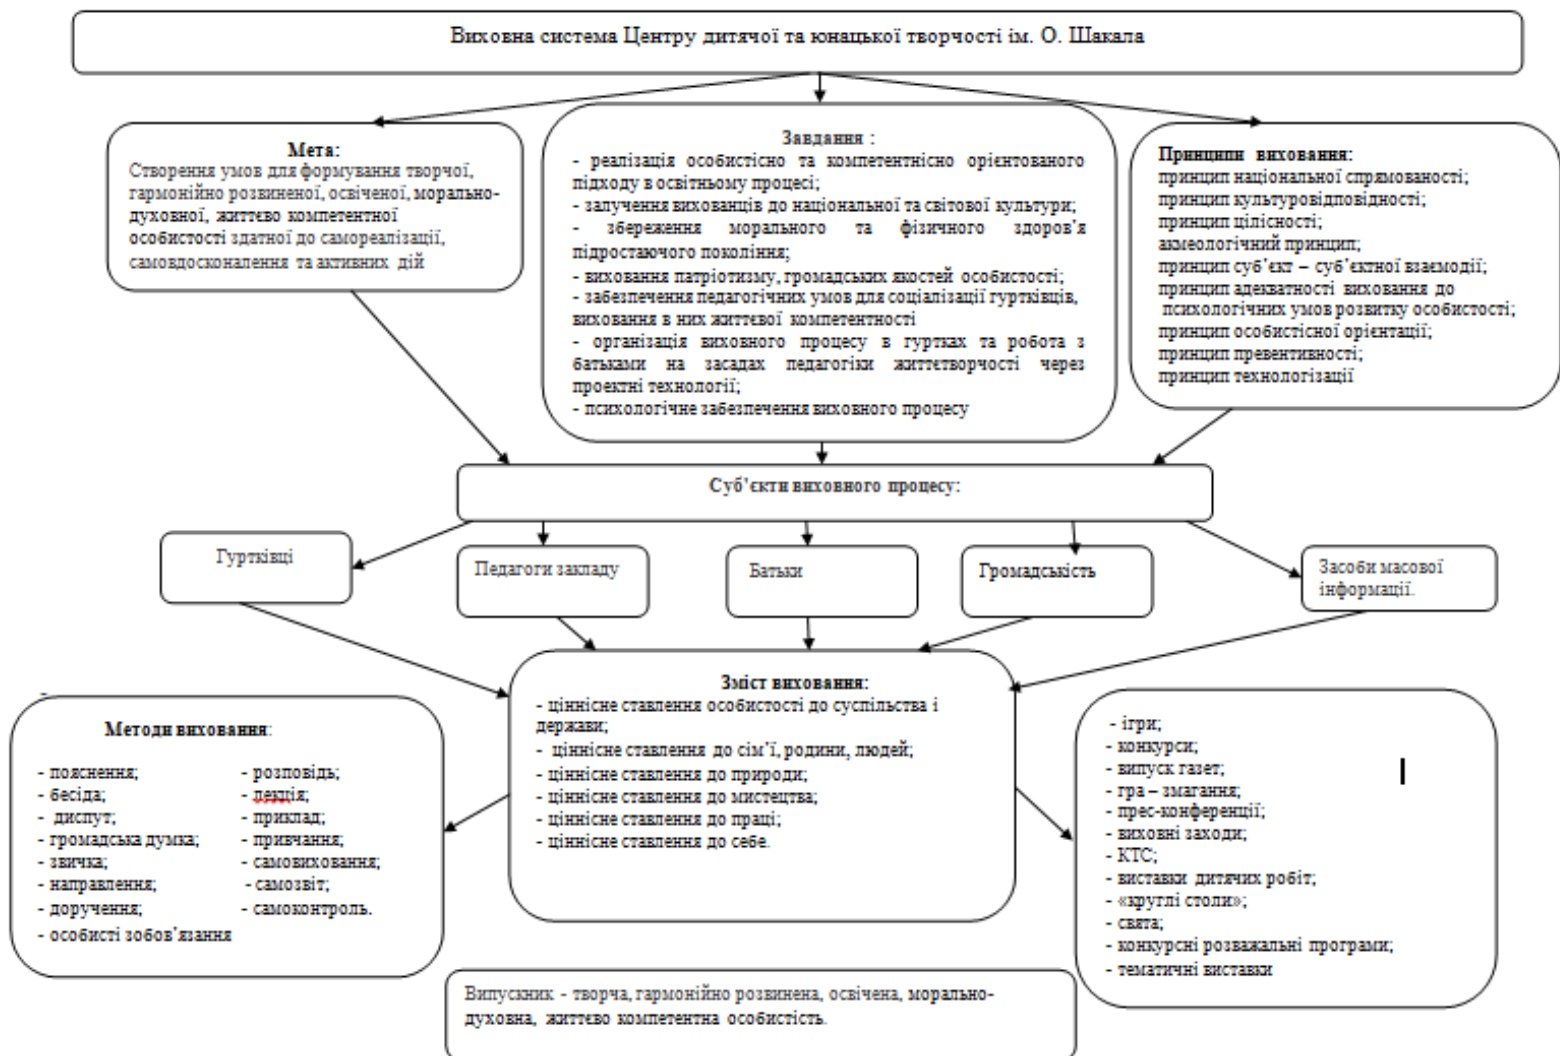 Виховна система Центру дитячої та юнацької творчості ім. О. Шакала
Мета:
Створення умов для формування творчої,
гармонійно розвиненої, освіченої, морально-
духовної, життєво компетентної
особистості здатної до самореалізації,
самовдосконалення та активних дій
Завдання :
- реалізація особистісно та компетентнісно орієнтованого
підходу в освітньому процесі;
- залучення вихованців до національної та світової культури;
- збереження морального та фізичного здоров’я
підростаючого покоління;
- виховання патріотизму, громадських якостей особистості;
- забезпечення педагогічних умов для соціалізації гуртківців,
виховання в них життєвої компетентності
- організація виховного процесу в гуртках та робота з
батьками на засадах педагогіки життєтворчості через
проектні технології;
- психологічне забезпечення виховного процесу
Принципи виховання:
принцип національної спрямованості;
принцип культуровідповідності;
принцип цілісності;
акмеологічний принцип;
принцип суб’єкт – суб’єктної взаємодії;
принцип адекватності виховання до
психологічних умов розвитку особистості;
принцип особистісної орієнтації;
принцип превентивності;
принцип технологізації
Суб’єкти виховного процесу:
Гуртківці
Педагоги закладу
Батьки
Громадськість
Засоби масової
інформації.
Методи виховання:
- пояснення; - розповідь;
- бесіда; - лекція;
- диспут; - приклад;
- громадська думка; - привчання;
- звичка; - самовиховання;
- направлення; - самозвіт;
- доручення; - самоконтроль.
- особисті зобов’язання
Зміст виховання:
- ціннісне ставлення особистості до суспільства і
держави;
- ціннісне ставлення до сім’ї, родини, людей;
- ціннісне ставлення до природи;
- ціннісне ставлення до мистецтва;
- ціннісне ставлення до праці;
- ціннісне ставлення до себе.
- ігри;
- конкурси;
- випуск газет;
- гра – змагання;
- прес-конференції;
- виховні заходи;
- КТС;
- виставки дитячих робіт;
- «круглі столи»;
- свята;
- конкурсні розважальні програми;
- тематичні виставки
Випускник - творча, гармонійно розвинена, освічена, морально-
духовна, життєво компетентна особистість.